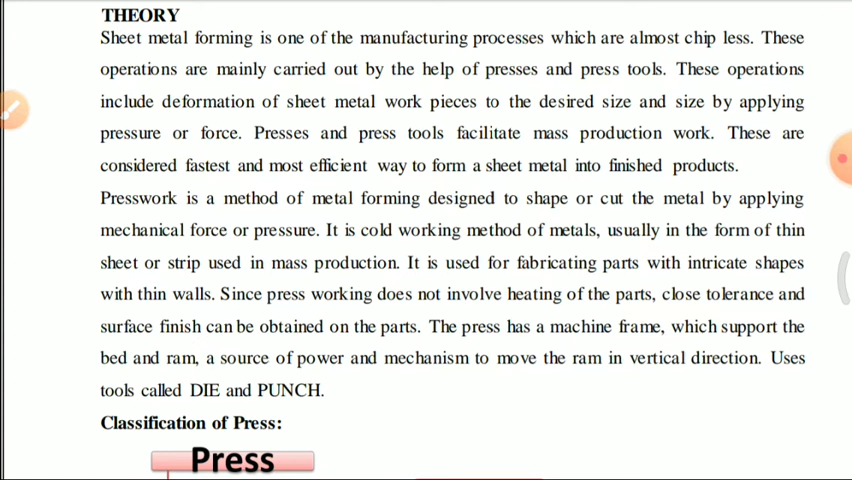 THEORY
Sheet metal forming is one of the manufacturing processes which are almost chip less. These
operations are mainly carried out by the help of presses and press tools. These operations
include deformation of sheet metal work pieces to the desired size and size by applying
pressure or force. Presses and press tools facilitate mass production work. These are
considered fastest and most efficient way to form a sheet metal into finished products.
Presswork is a method of metal forming designed to shape or cut the metal by applying
mechanical force or pressure. It is cold working method of metals, usually in the form of thin
sheet or strip used in mass production. It is used for fabricating parts with intricate shapes
with thin walls. Since press working does not involve heating of the parts, close tolerance and
surface finish can be obtained on the parts. The press has a machine frame, which support the
bed and ram, a source of power and mechanism to move the ram in vertical direction. Uses
tools called DIE and PUNCH.
Classification of Press:
Press